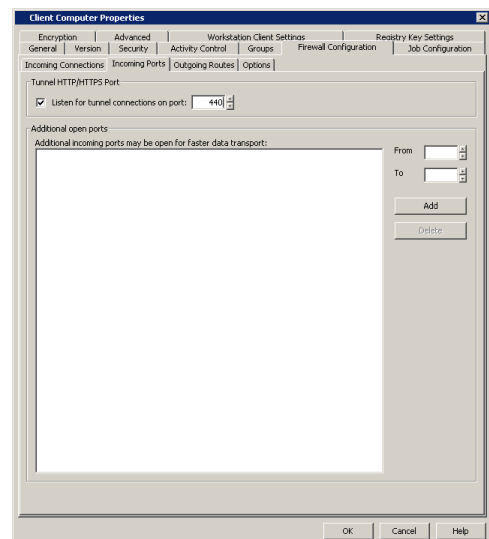 Client Computer Properties
Encryption Advanced Workstation Client Settings Registry Key Settings
General Version Security Activity Control Groups Firewall Configuration Job Configuration
Incoming Connections Incoming Ports Outgoing Routes Options
Tunnel HTTP/HTTPS Port
Listen for tunnel connections on port: 440
Additional open ports
Additional incoming ports may be open for faster data transport:
From
To
Add
Delete
OK Cancel Help